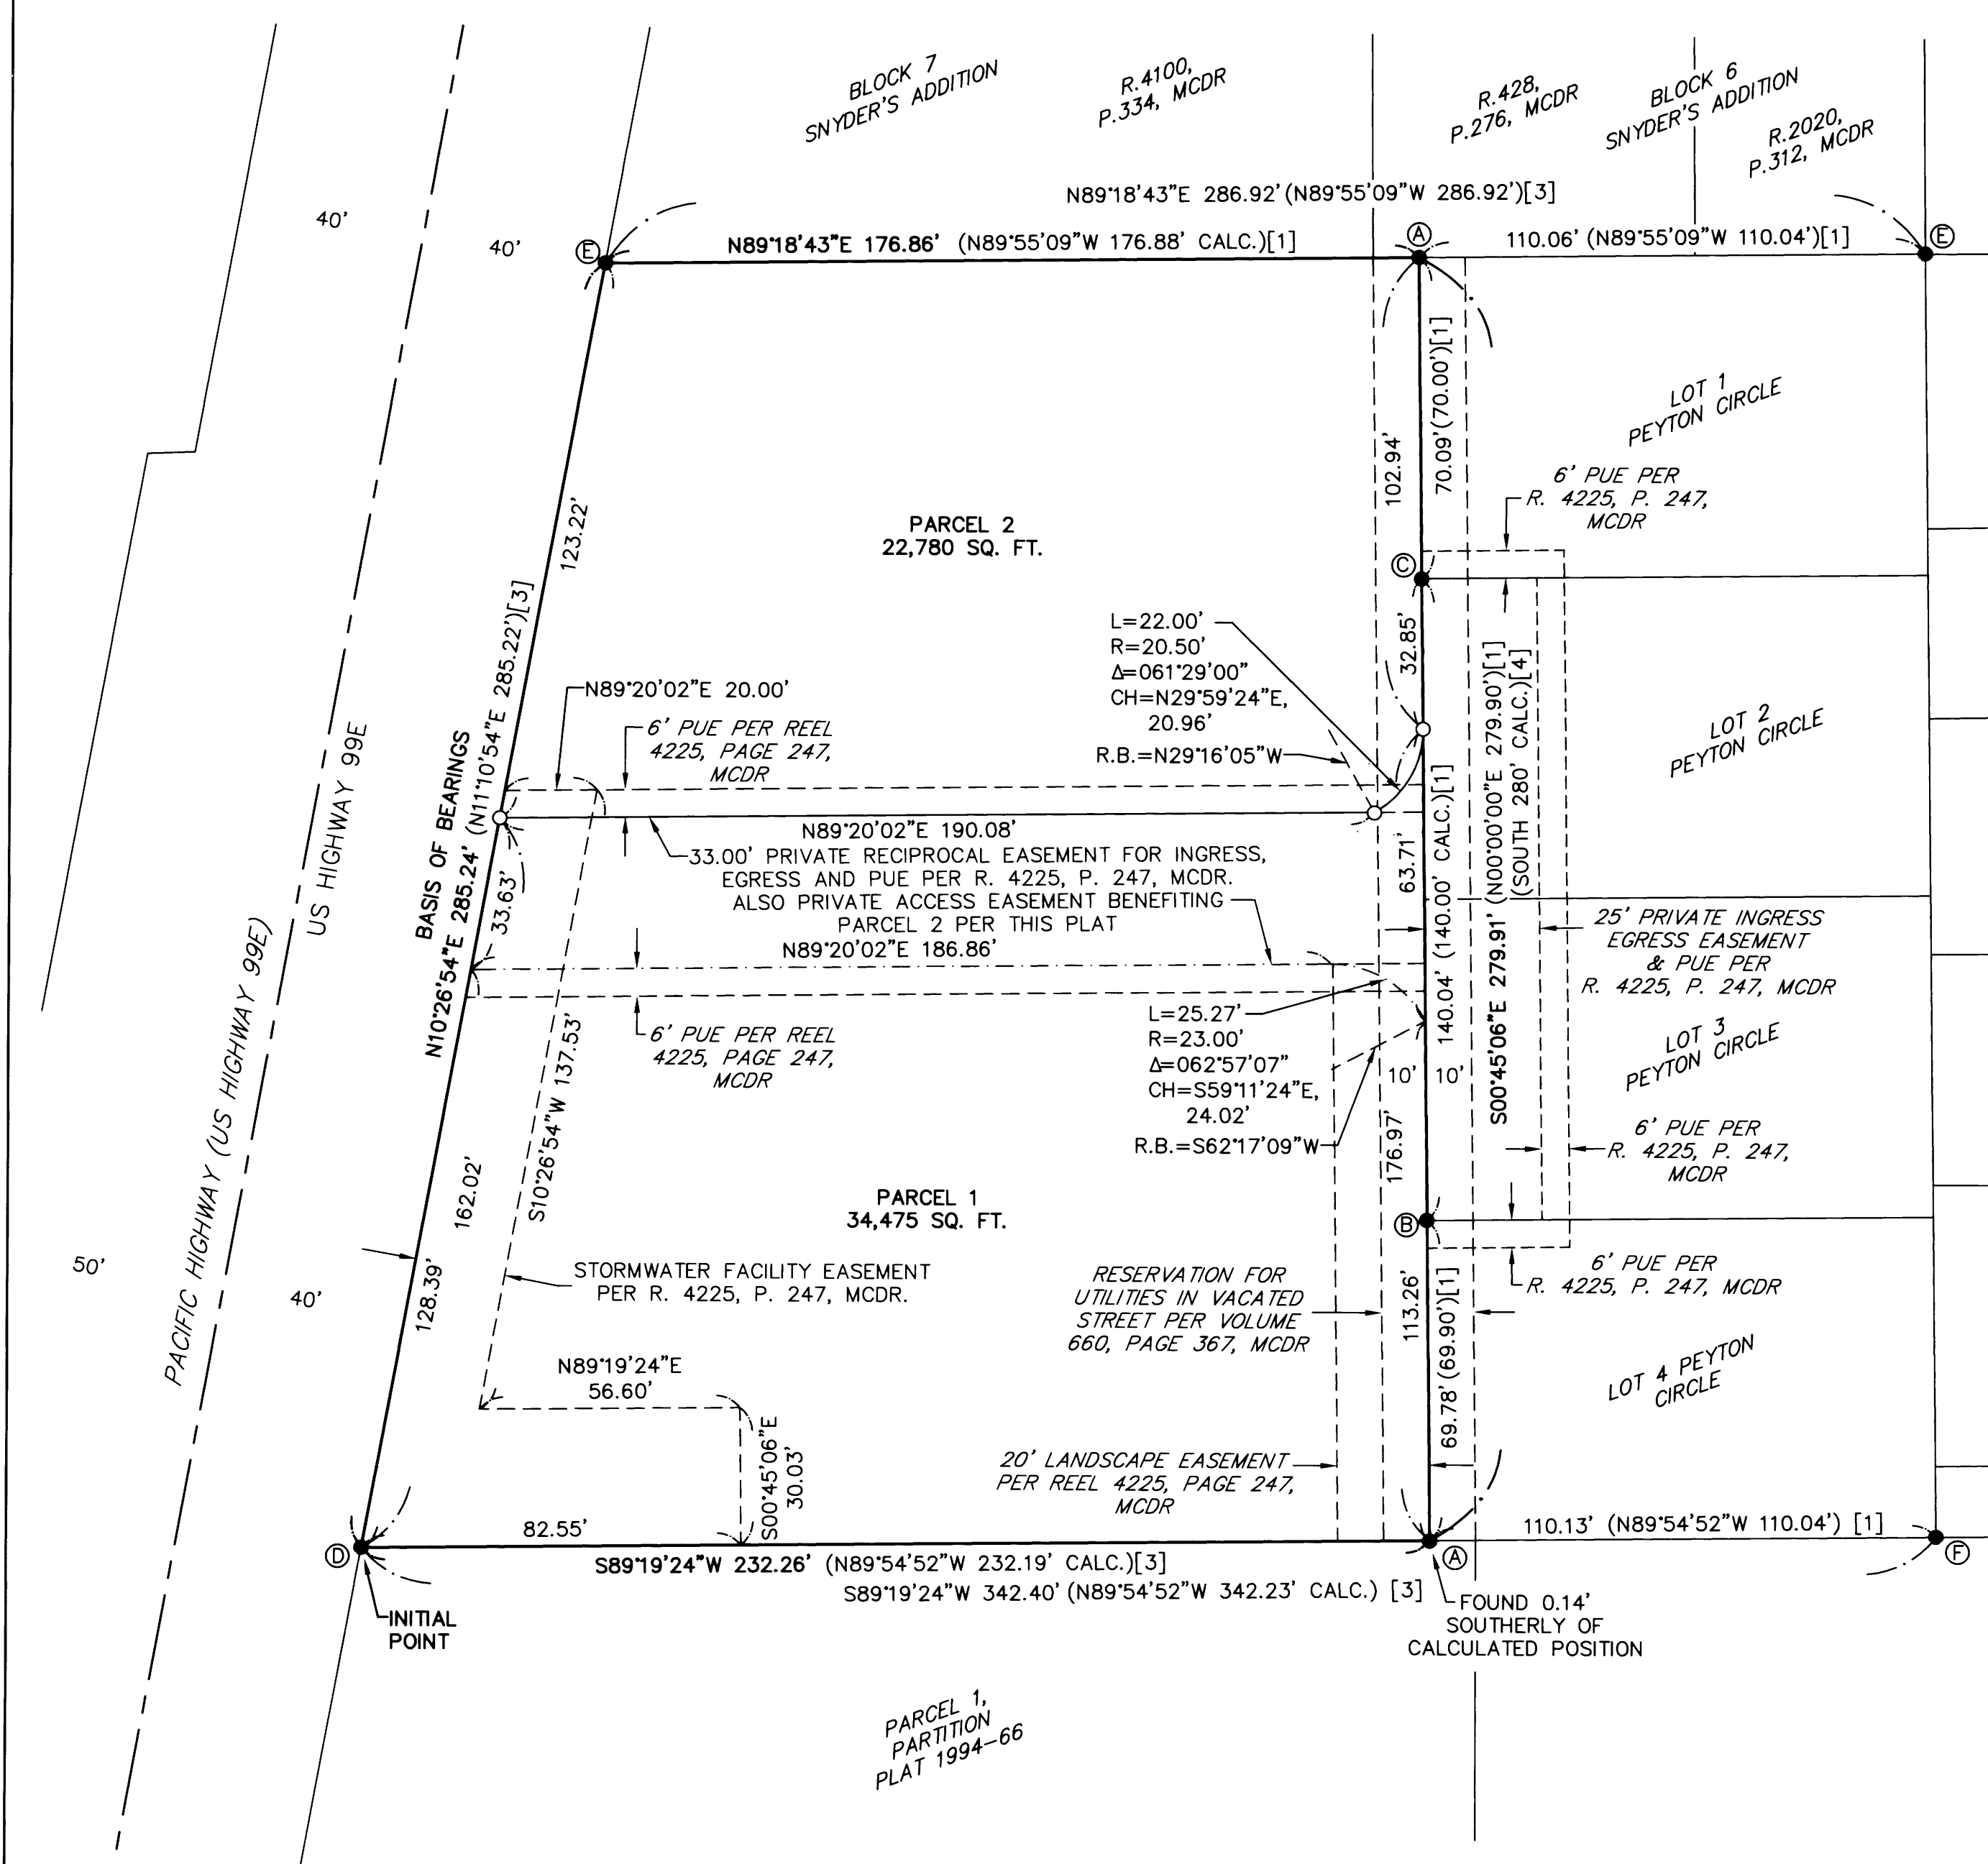 BLOCK 7
SNYDER'S ADDITION
R.4100,
P.334, MCDR
R.428,
P.276, MCDR
BLOCK 6
SNYDER'S ADDITION
R.2020,
P.312, MCDR
N89°18'43"E 286.92' (N89°55'09"W 286.92')[3]
40'
40'
E
N89°18'43"E 176.86' (N89°55'09"W 176.88' CALC.)[1]
A
110.06' (N89°55'09"W 110.04')[1]
E
102.94'
70.09'(70.00')[1]
LOT 1
PEYTON CIRCLE
6' PUE PER
R. 4225, P. 247,
MCDR
123.22'
PARCEL 2
22,780 SQ. FT.
C
BASIS OF BEARINGS
N10°26'54"E 285.24' (N11°10'54"E 285.22')[3]
L=22.00'
R=20.50'
Δ=061°29'00"
CH=N29°59'24"E,
20.96'
R.B.=N29°16'05"W
32.85'
S00°45'06"E 279.91' (N00°00'00"E 279.90')[1]
(SOUTH 280' CALC.)[4]
N89°20'02"E 20.00'
6' PUE PER REEL
4225, PAGE 247,
MCDR
LOT 2
PEYTON CIRCLE
US HIGHWAY 99E
PACIFIC HIGHWAY (US HIGHWAY 99E)
N89°20'02"E 190.08'
33.00' PRIVATE RECIPROCAL EASEMENT FOR INGRESS,
EGRESS AND PUE PER R. 4225, P. 247, MCDR.
ALSO PRIVATE ACCESS EASEMENT BENEFITING
PARCEL 2 PER THIS PLAT
N89°20'02"E 186.86'
33.63'
63.71'
140.04' (140.00' CALC.)[1]
25' PRIVATE INGRESS
EGRESS EASEMENT
& PUE PER
R. 4225, P. 247, MCDR
6' PUE PER REEL
4225, PAGE 247,
MCDR
S10°26'54"W 137.53'
L=25.27'
R=23.00'
Δ=062°57'07"
CH=S59°11'24"E,
24.02'
R.B.=S62°17'09"W
10'
10'
LOT 3
PEYTON CIRCLE
6' PUE PER
R. 4225, P. 247,
MCDR
176.97'
162.02'
PARCEL 1
34,475 SQ. FT.
B
50'
40'
128.39'
STORMWATER FACILITY EASEMENT
PER R. 4225, P. 247, MCDR.
RESERVATION FOR
UTILITIES IN VACATED
STREET PER VOLUME
660, PAGE 367, MCDR
113.26'
69.78'(69.90')[1]
6' PUE PER
R. 4225, P. 247, MCDR
N89°19'24"E
56.60'
LOT 4 PEYTON
CIRCLE
S00°45'06"E
30.03'
20' LANDSCAPE EASEMENT
PER REEL 4225, PAGE 247,
MCDR
D
82.55'
110.13' (N89°54'52"W 110.04') [1]
A
F
S89°19'24"W 232.26' (N89°54'52"W 232.19' CALC.)[3]
S89°19'24"W 342.40' (N89°54'52"W 342.23' CALC.) [3]
INITIAL
POINT
FOUND 0.14'
SOUTHERLY OF
CALCULATED POSITION
PARCEL 1,
PARTITION
PLAT 1994-66